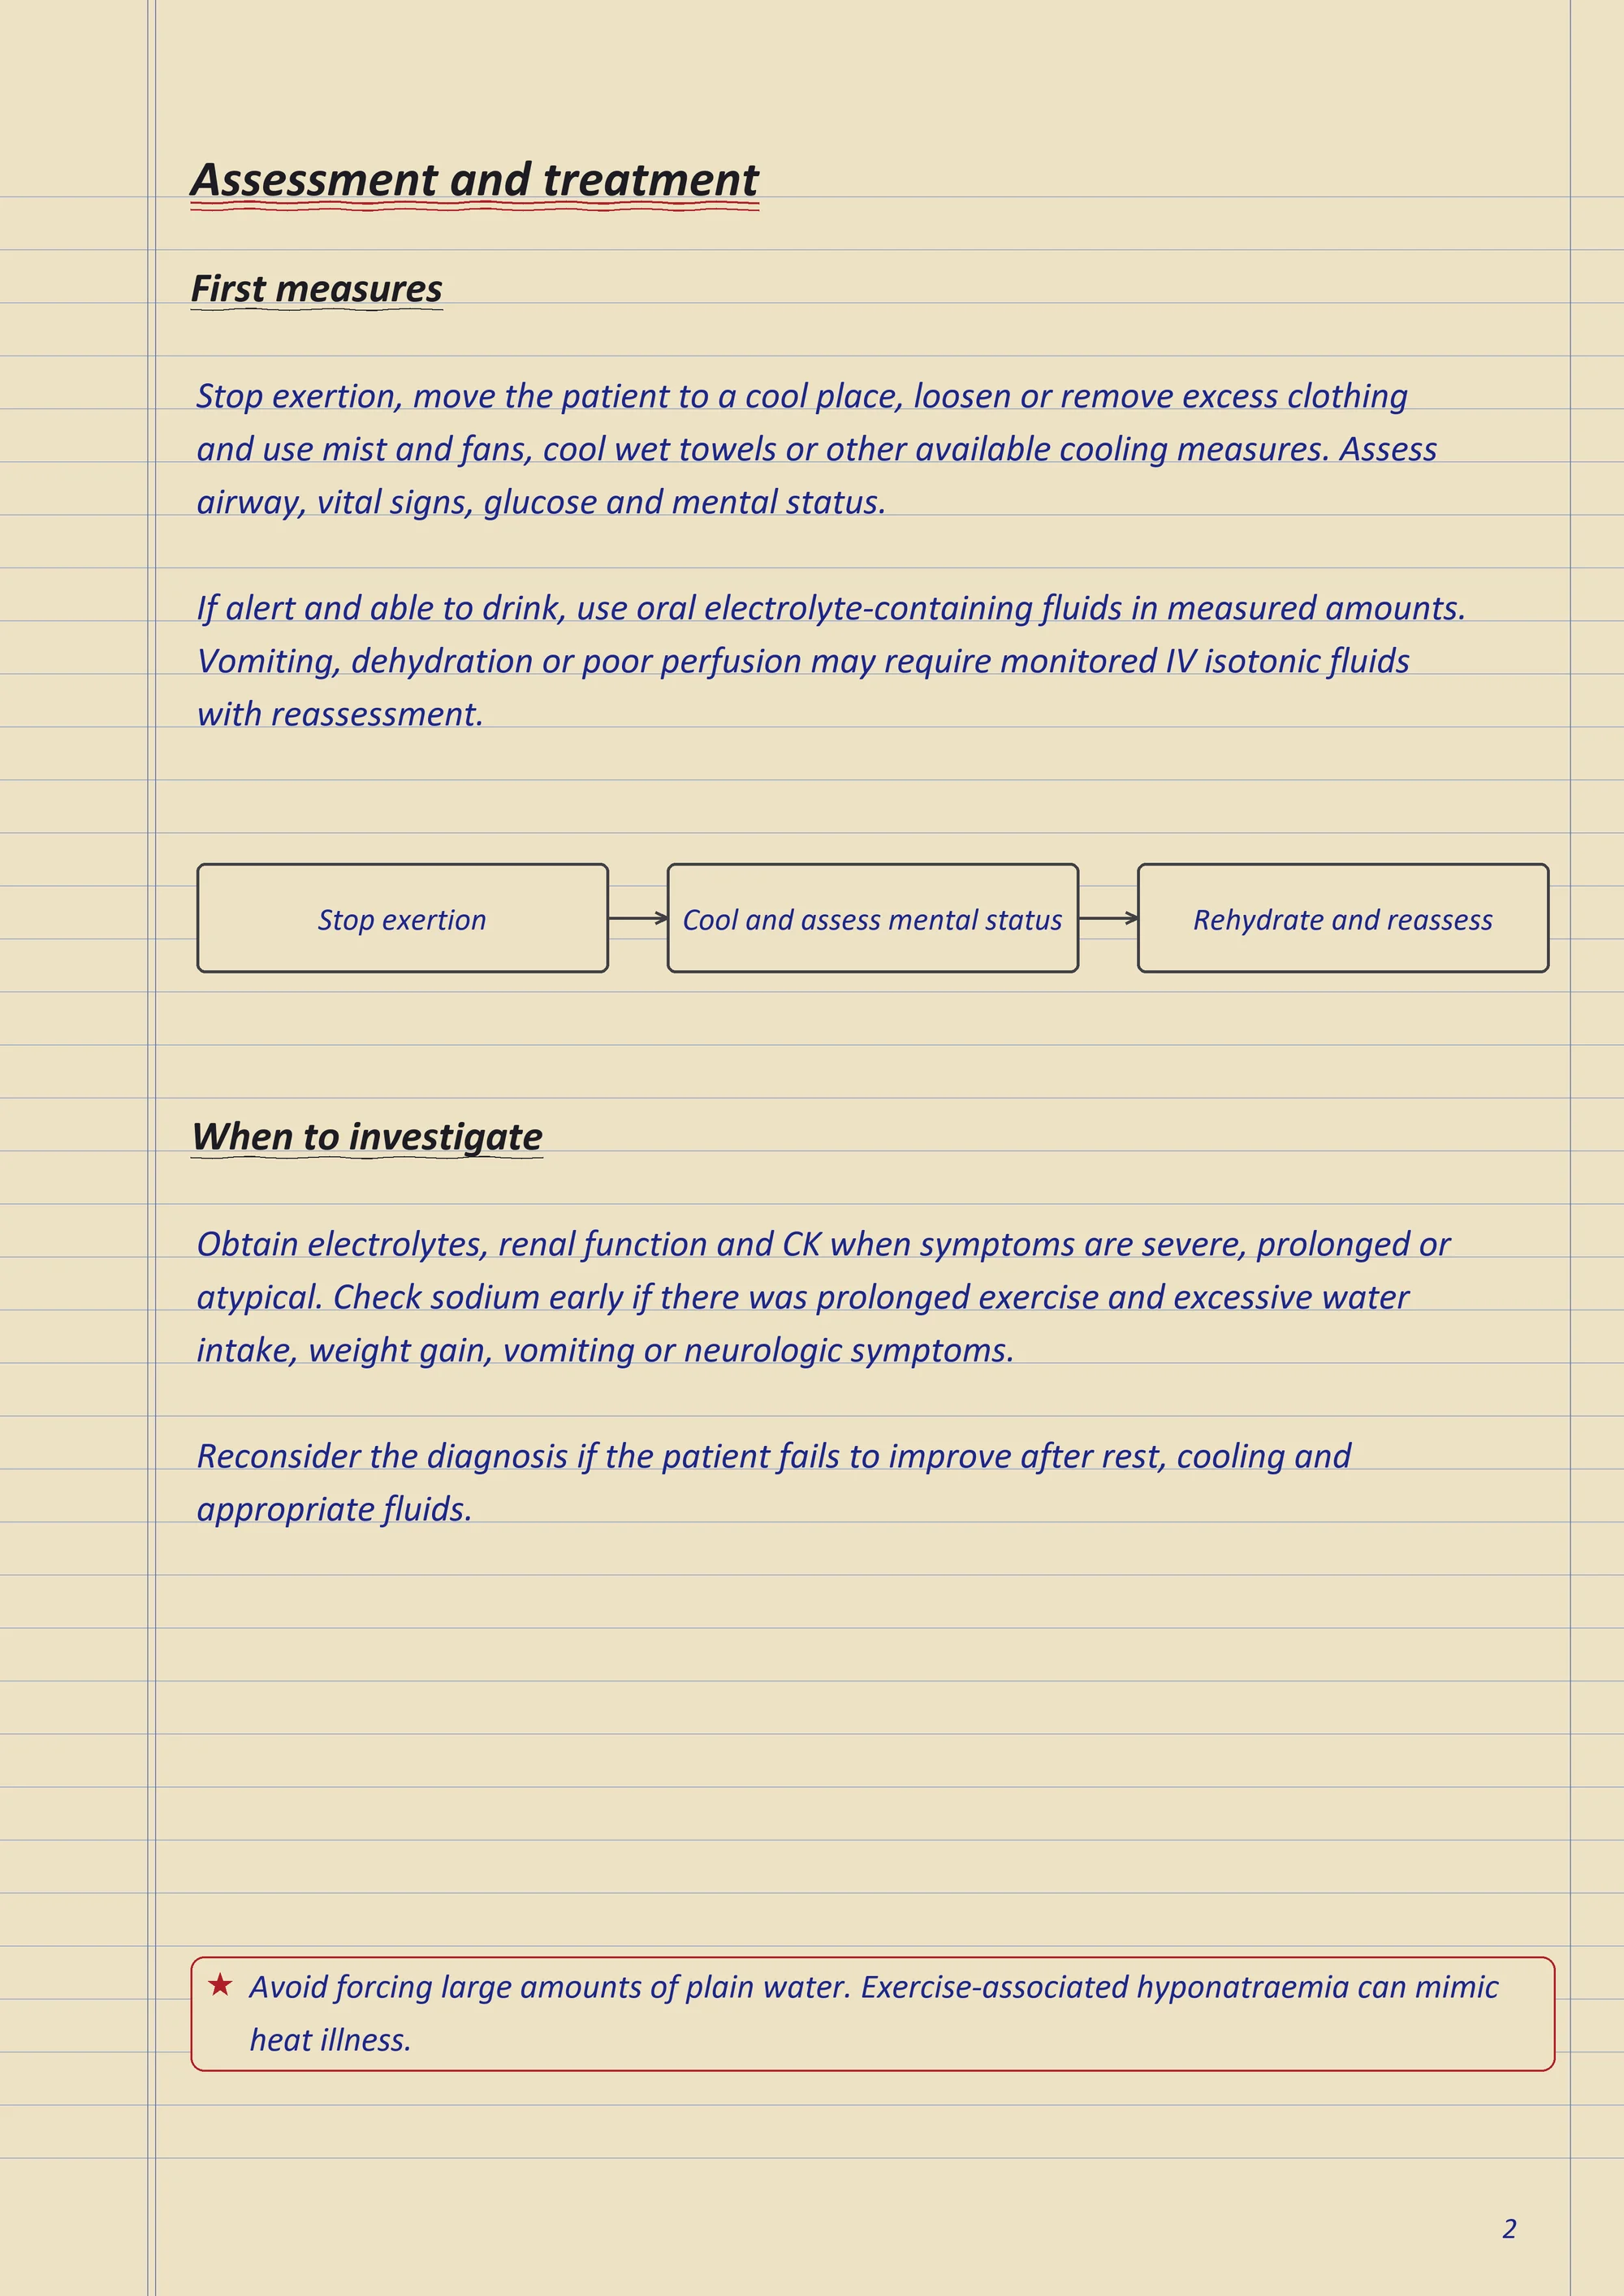 Assessment and treatment
First measures
Stop exertion, move the patient to a cool place, loosen or remove excess clothing
and use mist and fans, cool wet towels or other available cooling measures. Assess
airway, vital signs, glucose and mental status.
If alert and able to drink, use oral electrolyte-containing fluids in measured amounts.
Vomiting, dehydration or poor perfusion may require monitored IV isotonic fluids
with reassessment.
Stop exertion
Cool and assess mental status
Rehydrate and reassess
When to investigate
Obtain electrolytes, renal function and CK when symptoms are severe, prolonged or
atypical. Check sodium early if there was prolonged exercise and excessive water
intake, weight gain, vomiting or neurologic symptoms.
Reconsider the diagnosis if the patient fails to improve after rest, cooling and
appropriate fluids.
★ Avoid forcing large amounts of plain water. Exercise-associated hyponatraemia can mimic
heat illness.
2